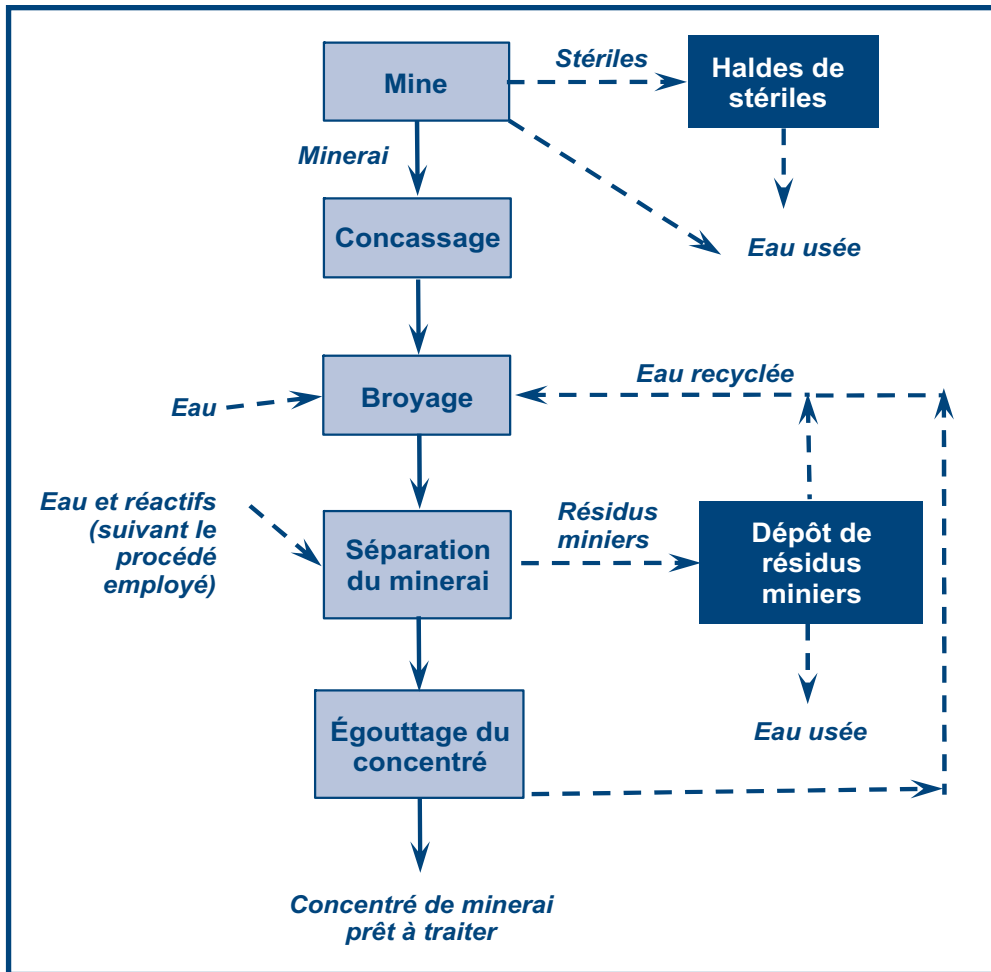 Stériles
Haldes de
stériles
Mine
Minerai
Concassage
Eau usée
Eau recyclée
Eau
Broyage
Eau et réactifs
(suivant le
procédé
employé)
Résidus
miniers
Séparation
du minerai
Dépôt de
résidus
miniers
Égouttage du
concentré
Eau usée
Concentré de minerai
prêt à traiter